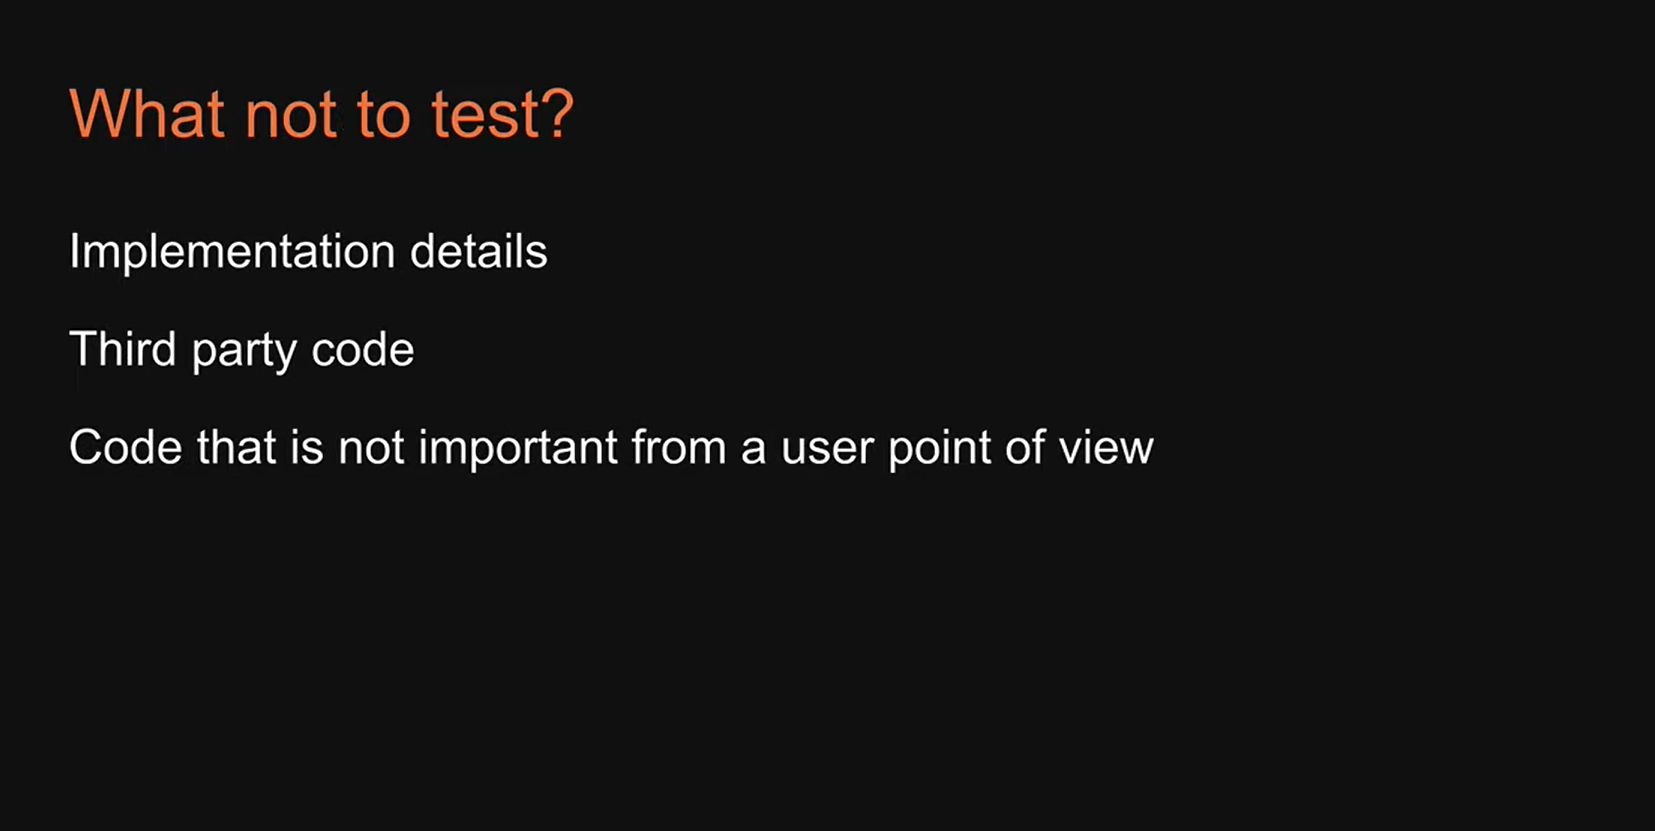 What not to test?
Implementation details
Third party code
Code that is not important from a user point of view